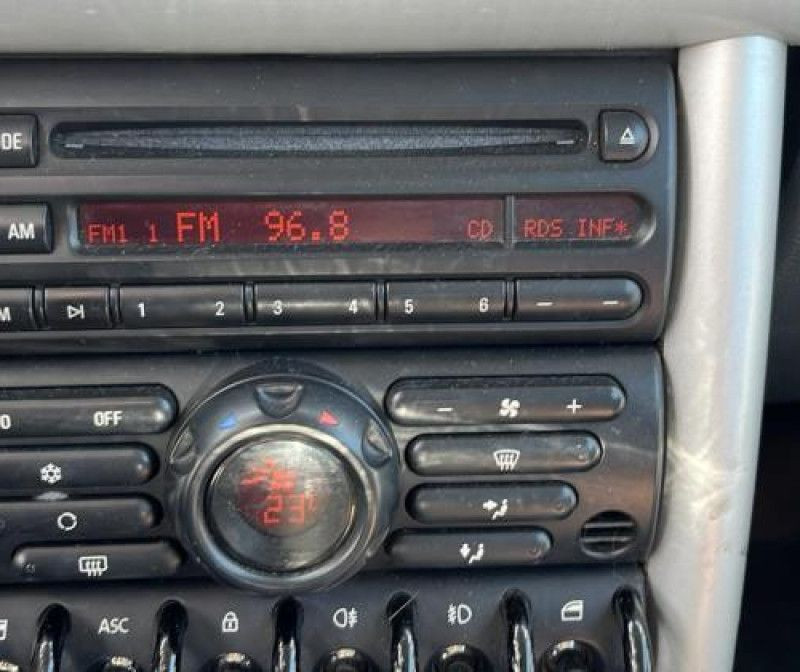 DE
AM FM1 1 FM 96.8 CD RDS INF*
M 1 2 3 4 5 6 – –
OFF – +
23°
ASC